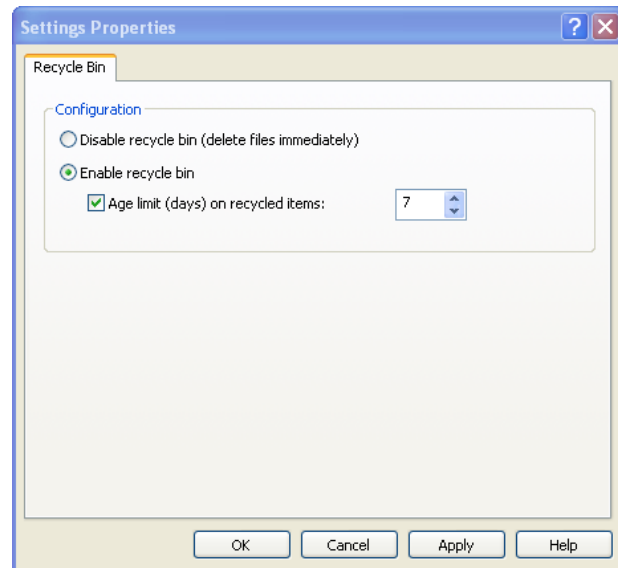 Settings Properties
Recycle Bin
Configuration
Disable recycle bin (delete files immediately)
Enable recycle bin
Age limit (days) on recycled items: 7
OK Cancel Apply Help